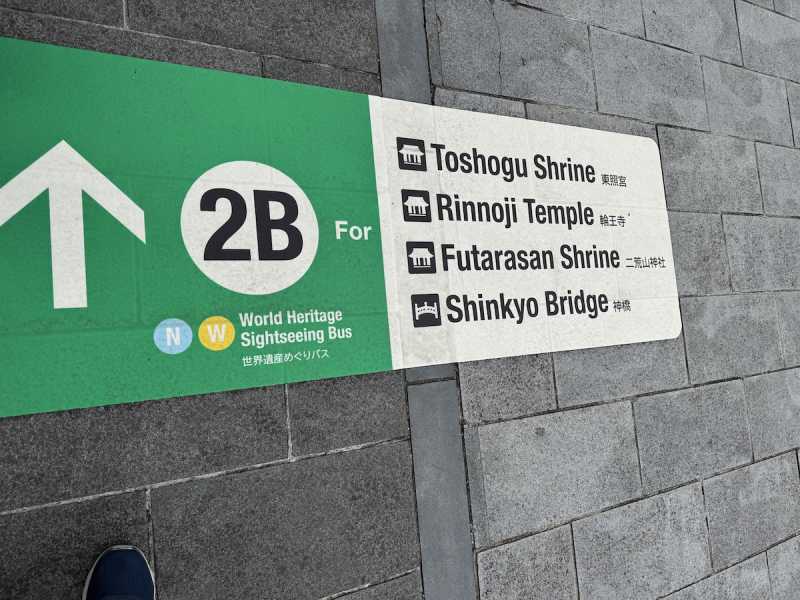 2B
For
N W World Heritage
Sightseeing Bus
世界遺産めぐりバス
Toshogu Shrine 東照宮
Rinnoji Temple 輪王寺
Futarasan Shrine 二荒山神社
Shinkyo Bridge 神橋